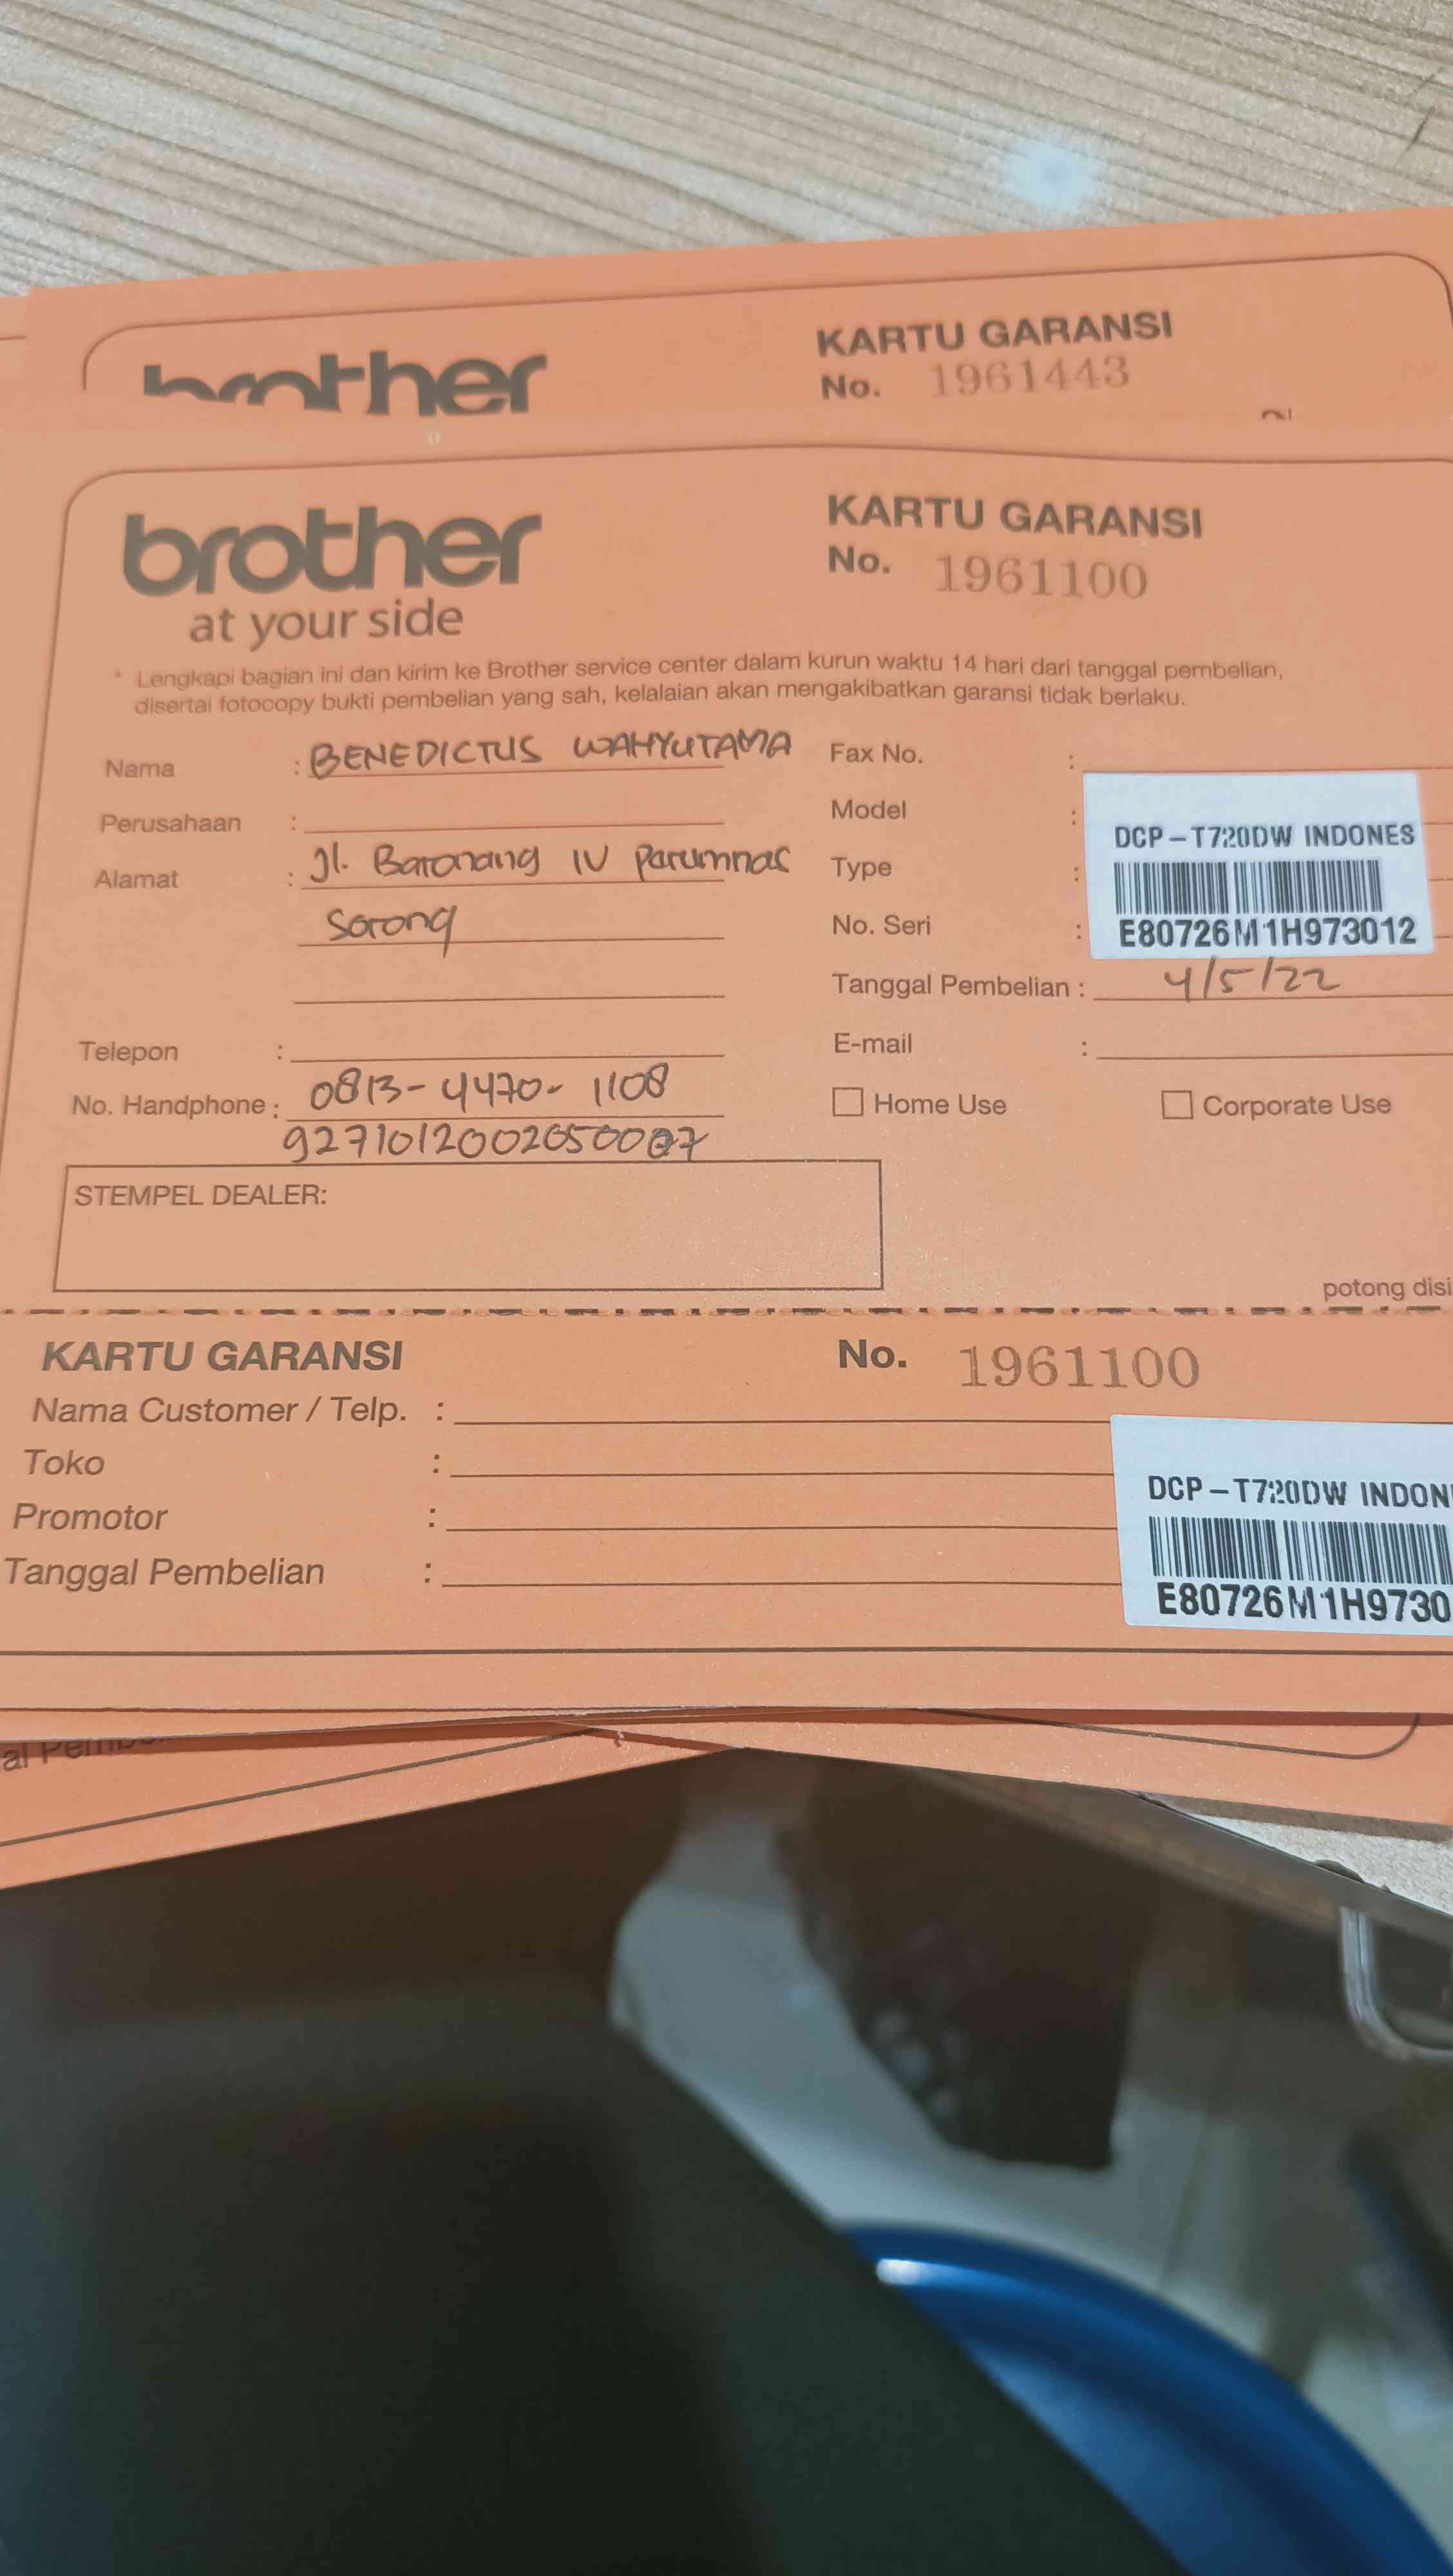 brother
KARTU GARANSI
No. 1961443
brother
at your side
KARTU GARANSI
No. 1961100
* Lengkapi bagian ini dan kirim ke Brother service center dalam kurun waktu 14 hari dari tanggal pembelian,
disertai fotocopy bukti pembelian yang sah, kelalaian akan mengakibatkan garansi tidak berlaku.
Nama : BENEDICTUS WAHYUTAMA
Perusahaan :
Alamat : Jl. Baronang IV Perumnas
Sorong
Telepon :
No. Handphone : 0813-4470-1108
9271012002050007
Fax No. :
Model :
Type :
No. Seri :
DCP-T720DW INDONES
E80726M1H973012
Tanggal Pembelian : 4/5/22
E-mail :
Home Use
Corporate Use
STEMPEL DEALER:
potong disi
KARTU GARANSI
No. 1961100
Nama Customer / Telp. :
Toko :
Promotor :
Tanggal Pembelian :
DCP-T720DW INDON
E80726M1H9730